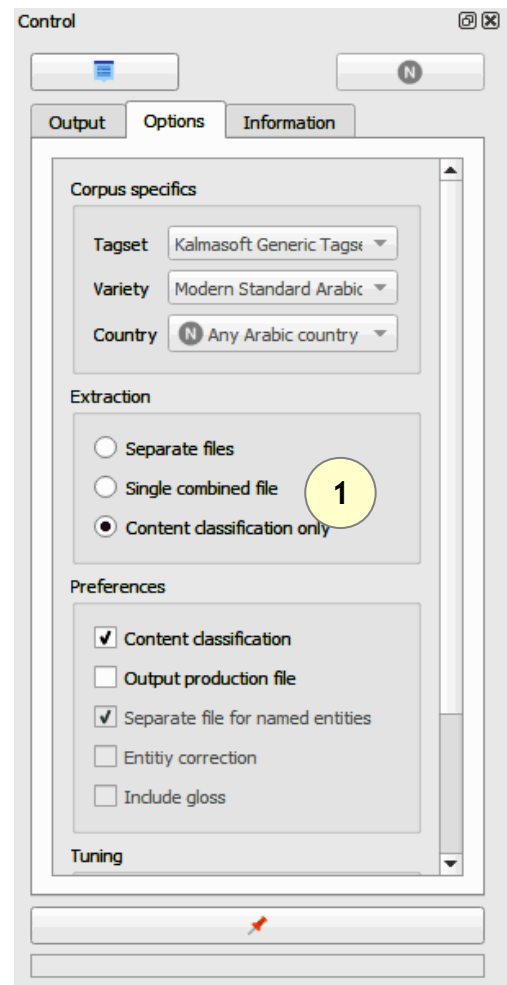 Control
N
Output Options Information
Corpus specifics
Tagset Kalmasoft Generic Tagse
Variety Modern Standard Arabic
Country N Any Arabic country
Extraction
Separate files
Single combined file
1
Content classification only
Preferences
Content classification
Output production file
Separate file for named entities
Entitiy correction
Include gloss
Tuning